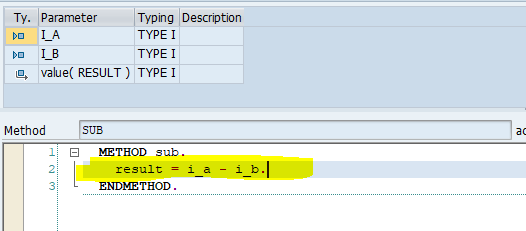 Ty. Parameter Typing Description
I_A TYPE I
I_B TYPE I
value( RESULT ) TYPE I
Method SUB
1 METHOD sub.
2 result = i_a - i_b.
3 ENDMETHOD.